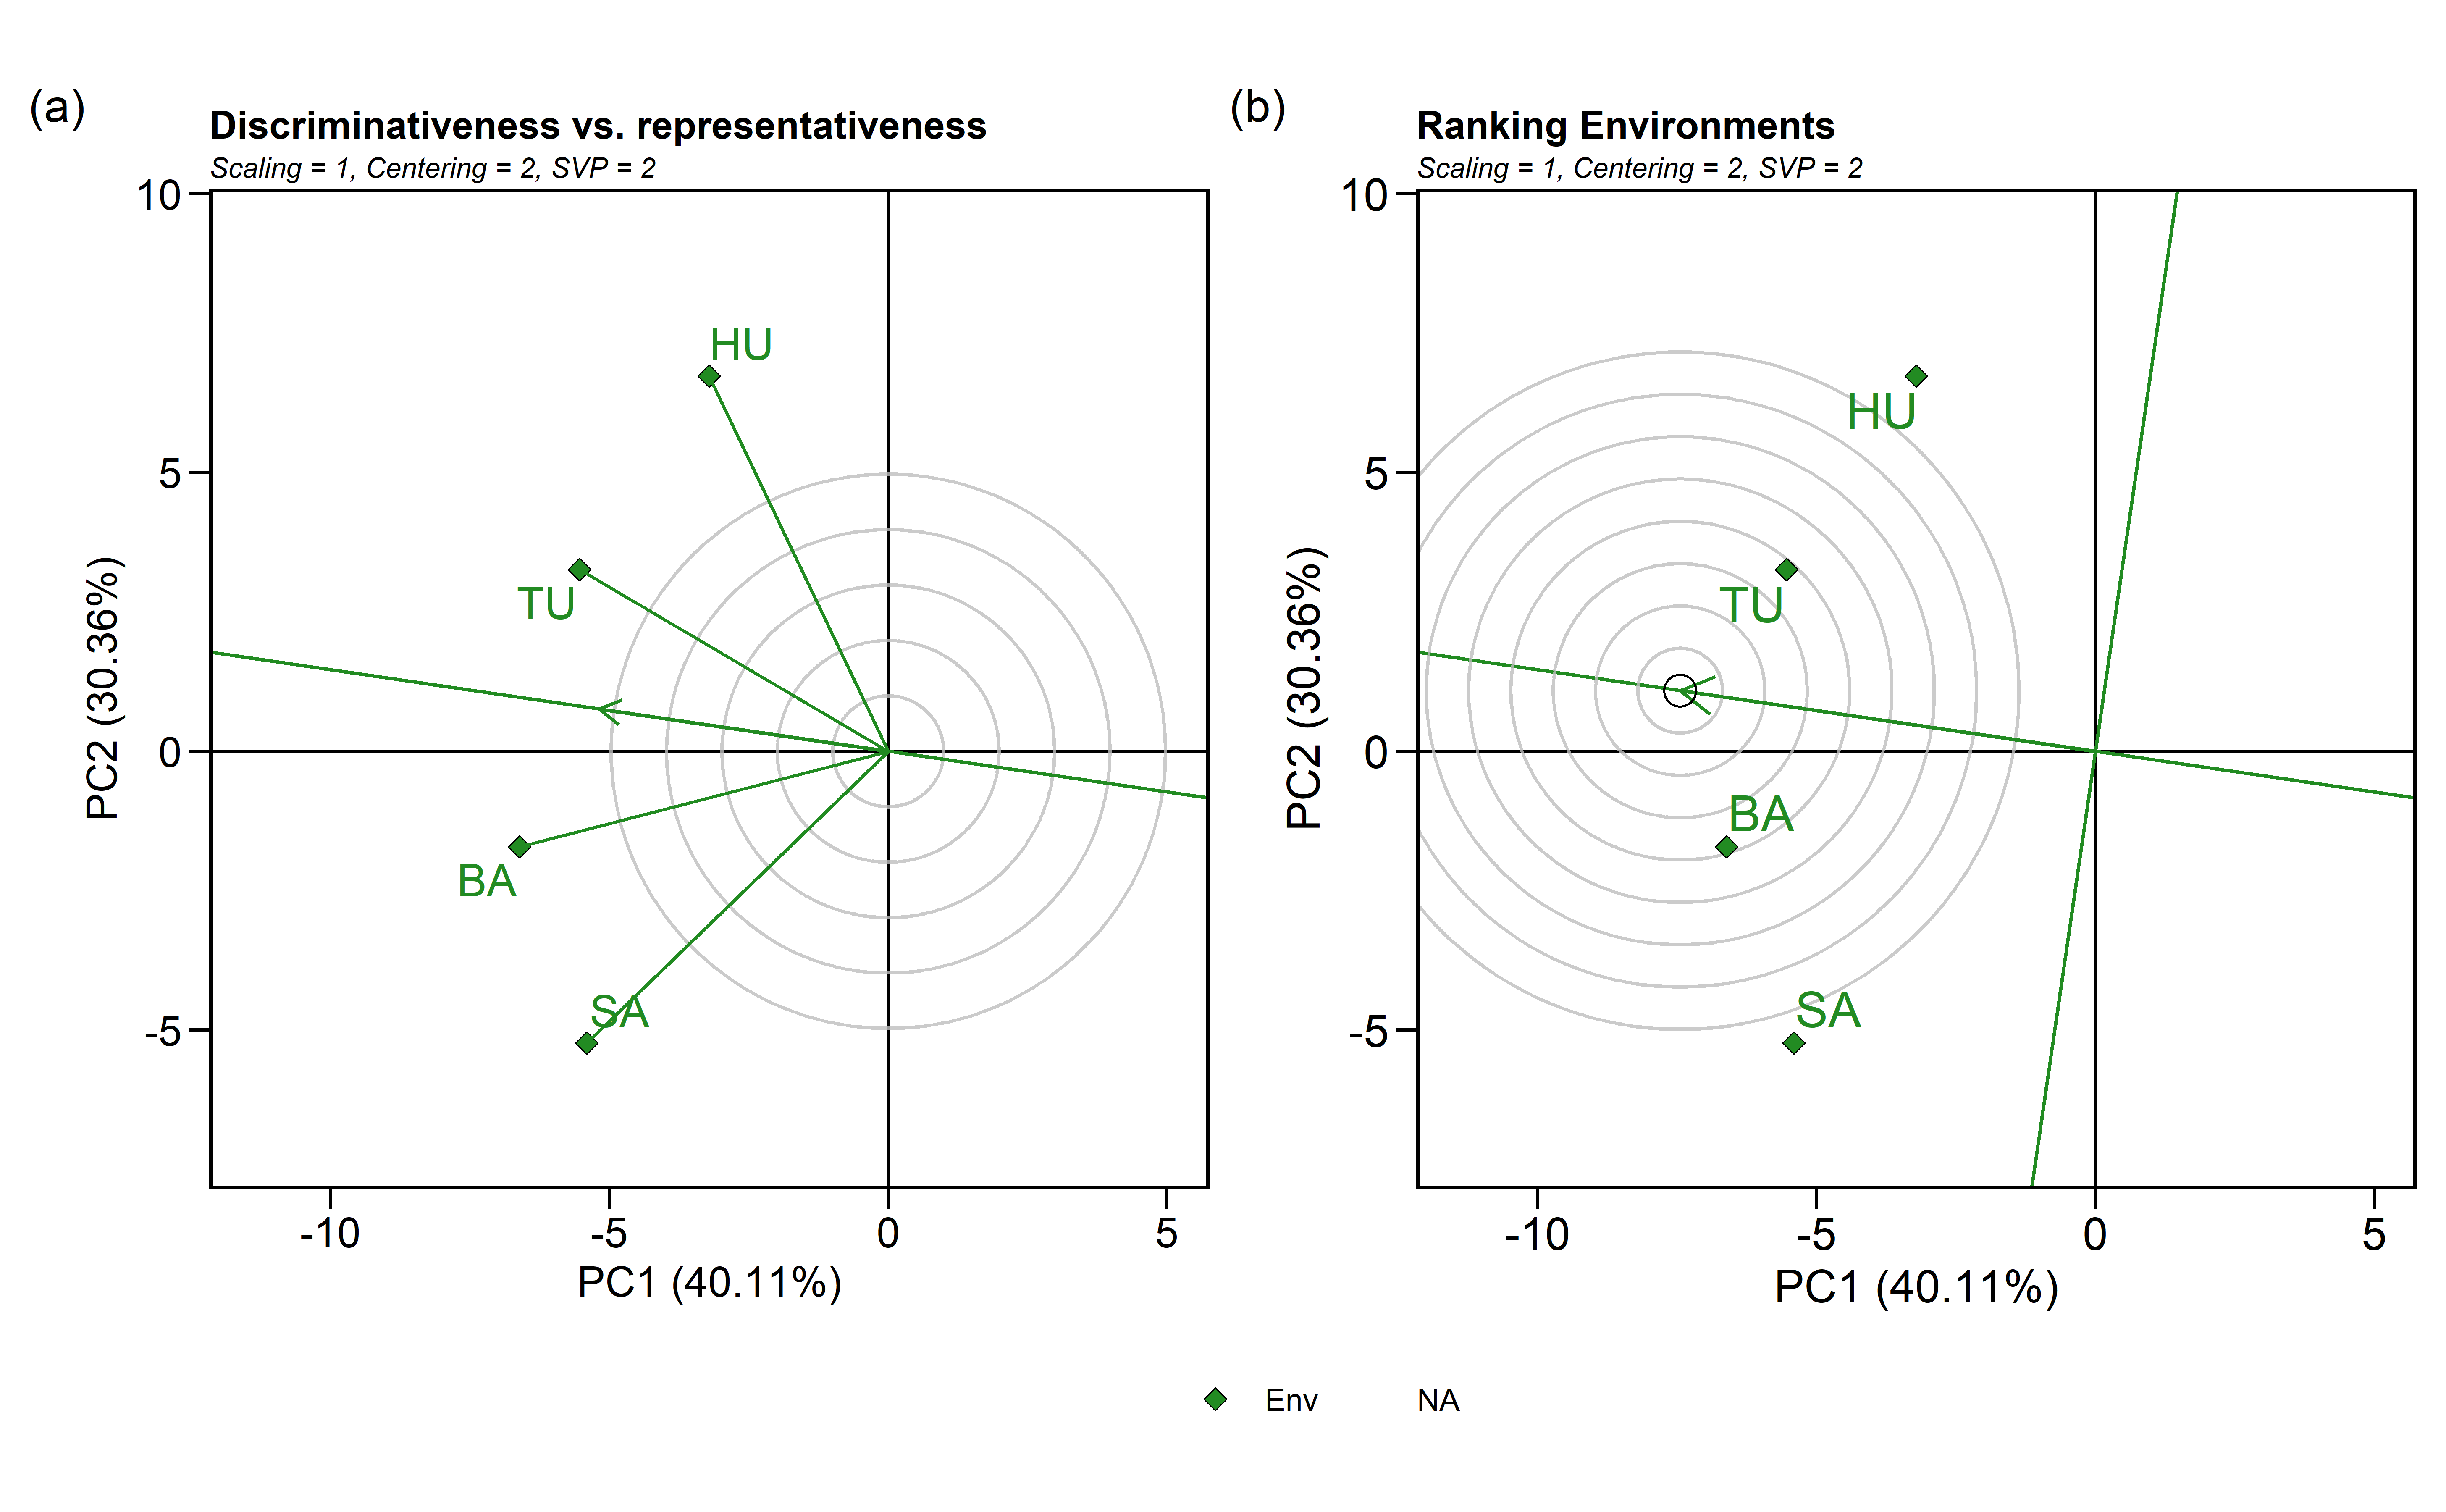 (a)
Discriminativeness vs. representativeness
Scaling = 1, Centering = 2, SVP = 2
10
5
0
-5
PC2 (30.36%)
HU
TU
BA
SA
-10
-5
0
5
PC1 (40.11%)
(b)
Ranking Environments
Scaling = 1, Centering = 2, SVP = 2
10
5
0
-5
PC2 (30.36%)
HU
TU
BA
SA
-10
-5
0
5
PC1 (40.11%)
Env
NA